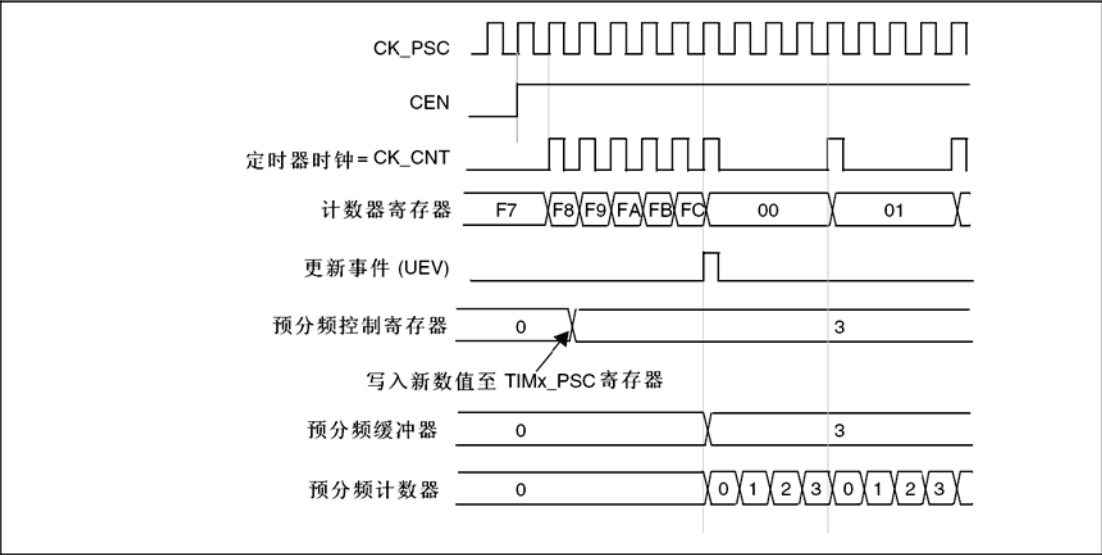 CK_PSC
CEN
定时器时钟 = CK_CNT
计数器寄存器 F7 F8 F9 FA FB FC 00 01
更新事件 (UEV)
预分频控制寄存器 0 3
写入新数值至 TIMx_PSC 寄存器
预分频缓冲器 0 3
预分频计数器 0 0 1 2 3 0 1 2 3